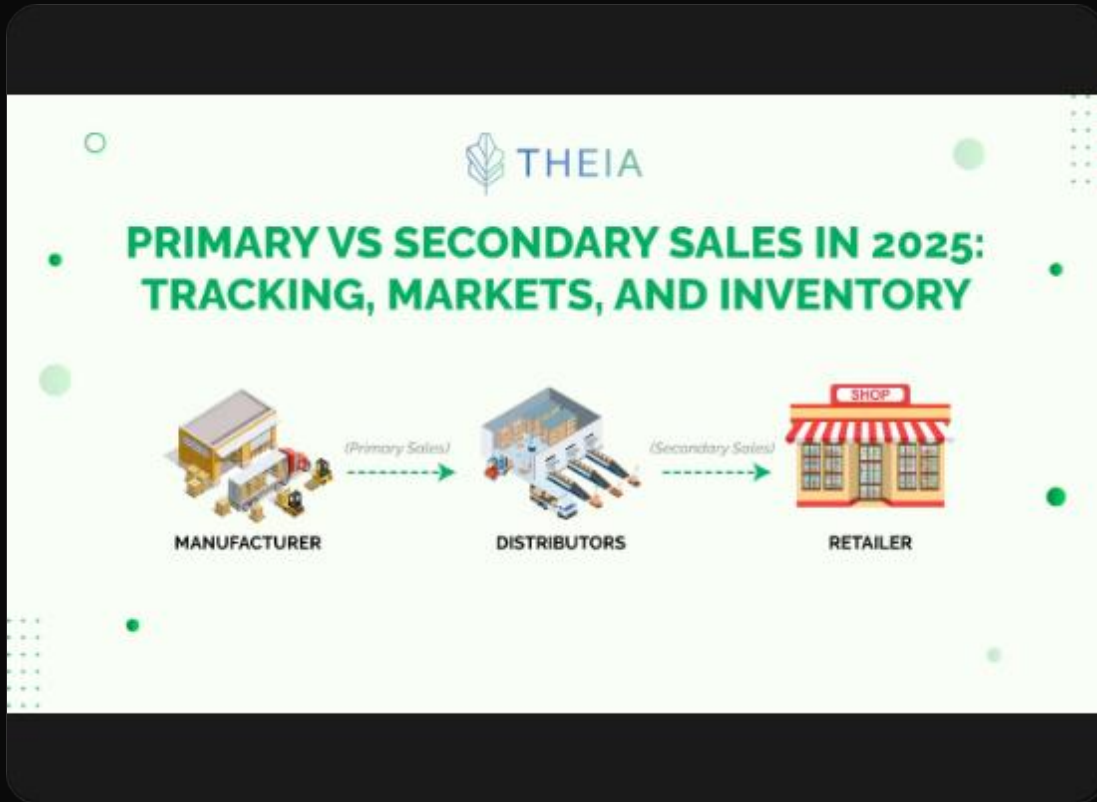 THEIA
PRIMARY VS SECONDARY SALES IN 2025:
TRACKING, MARKETS, AND INVENTORY
SHOP
(Primary Sales)
(Secondary Sales)
MANUFACTURER
DISTRIBUTORS
RETAILER